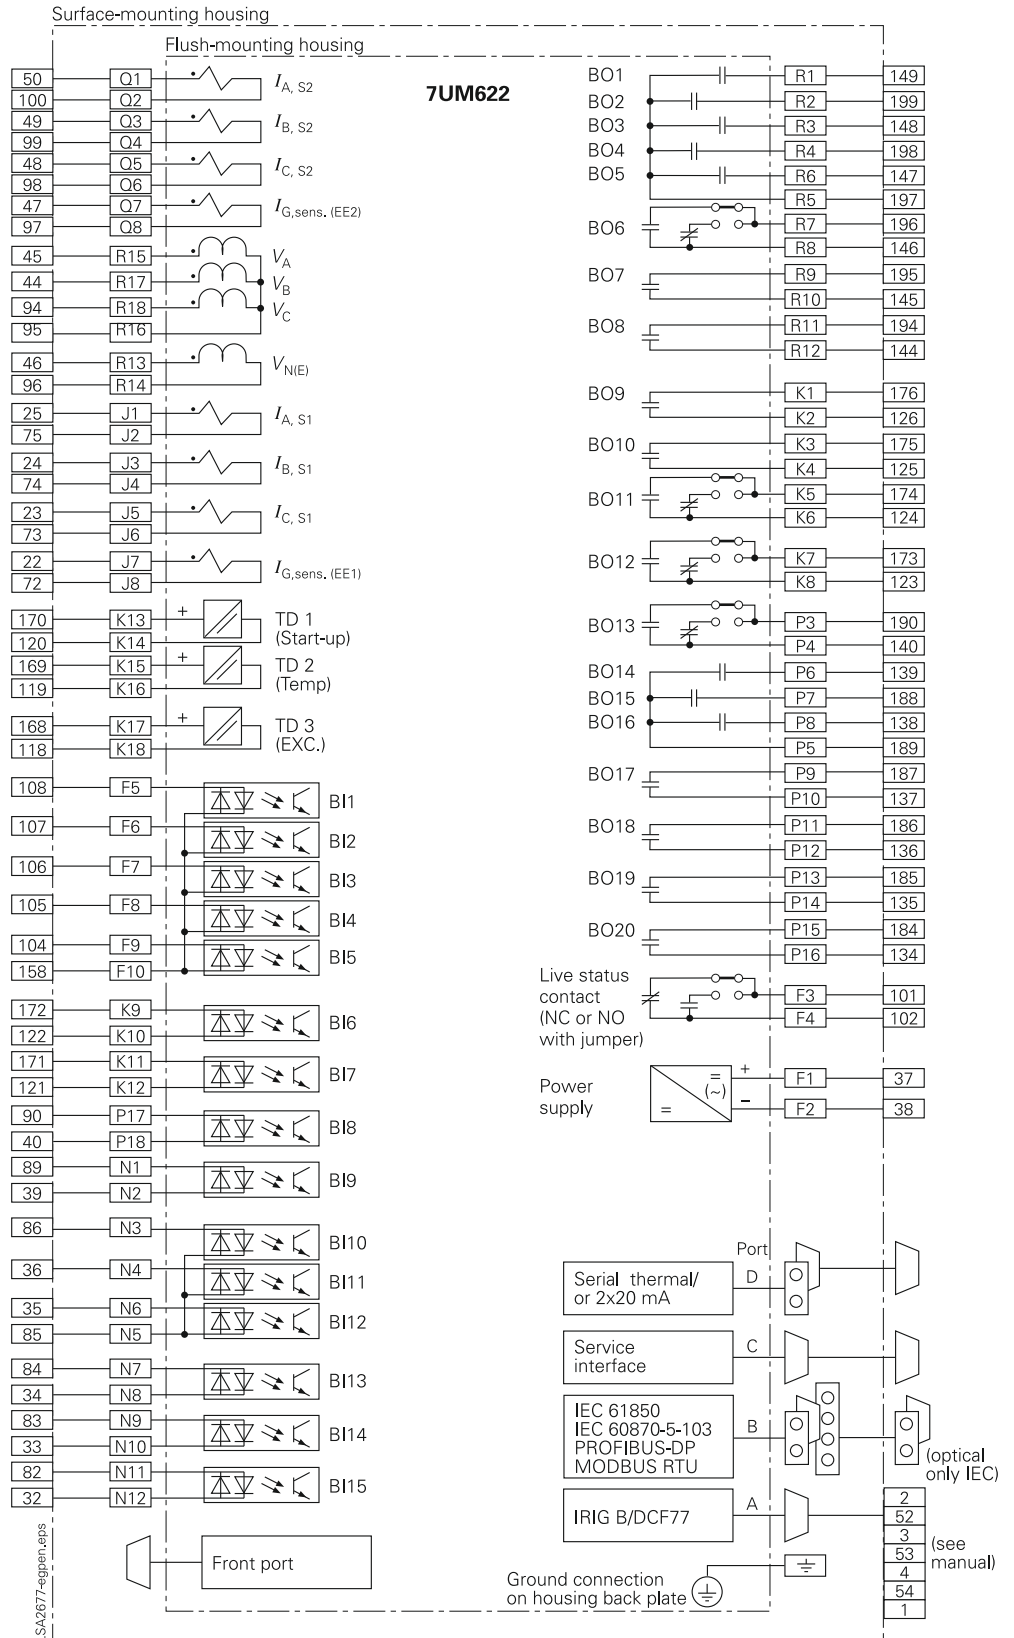 Surface-mounting housing
Flush-mounting housing
7UM622
50 Q1 I A, S2
100 Q2
49 Q3 I B, S2
99 Q4
48 Q5 I C, S2
98 Q6
47 Q7 I G,sens. (EE2)
97 Q8
45 R15 V A
44 R17 V B
94 R18 V C
95 R16
46 R13 V N(E)
96 R14
25 J1 I A, S1
75 J2
24 J3 I B, S1
74 J4
23 J5 I C, S1
73 J6
22 J7 I G,sens. (EE1)
72 J8
170 K13 + TD 1
(Start-up)
120 K14
169 K15 + TD 2
(Temp)
119 K16
168 K17 + TD 3
(EXC.)
118 K18
108 F5 BI1
107 F6 BI2
106 F7 BI3
105 F8 BI4
104 F9 BI5
158 F10
172 K9 BI6
122 K10
171 K11 BI7
121 K12
90 P17 BI8
40 P18
89 N1 BI9
39 N2
86 N3 BI10
36 N4 BI11
35 N6 BI12
85 N5
84 N7 BI13
34 N8
83 N9 BI14
33 N10
82 N11 BI15
32 N12
Front port
.SA2677-egpen.eps
BO1 R1 149
BO2 R2 199
BO3 R3 148
BO4 R4 198
BO5 R6 147
R5 197
BO6 R7 196
R8 146
BO7 R9 195
R10 145
BO8 R11 194
R12 144
BO9 K1 176
K2 126
BO10 K3 175
K4 125
BO11 K5 174
K6 124
BO12 K7 173
K8 123
BO13 P3 190
P4 140
BO14 P6 139
BO15 P7 188
BO16 P8 138
P5 189
BO17 P9 187
P10 137
BO18 P11 186
P12 136
BO19 P13 185
P14 135
BO20 P15 184
P16 134
Live status
contact
(NC or NO
with jumper)
F3 101
F4 102
Power
supply
= (~) =
+ F1 37
− F2 38
Port
Serial thermal/
or 2x20 mA
D
Service
interface
C
IEC 61850
IEC 60870-5-103
PROFIBUS-DP
MODBUS RTU
B
(optical
only IEC)
IRIG B/DCF77
A
2
52
3
53
4
54
1
(see
manual)
Ground connection
on housing back plate